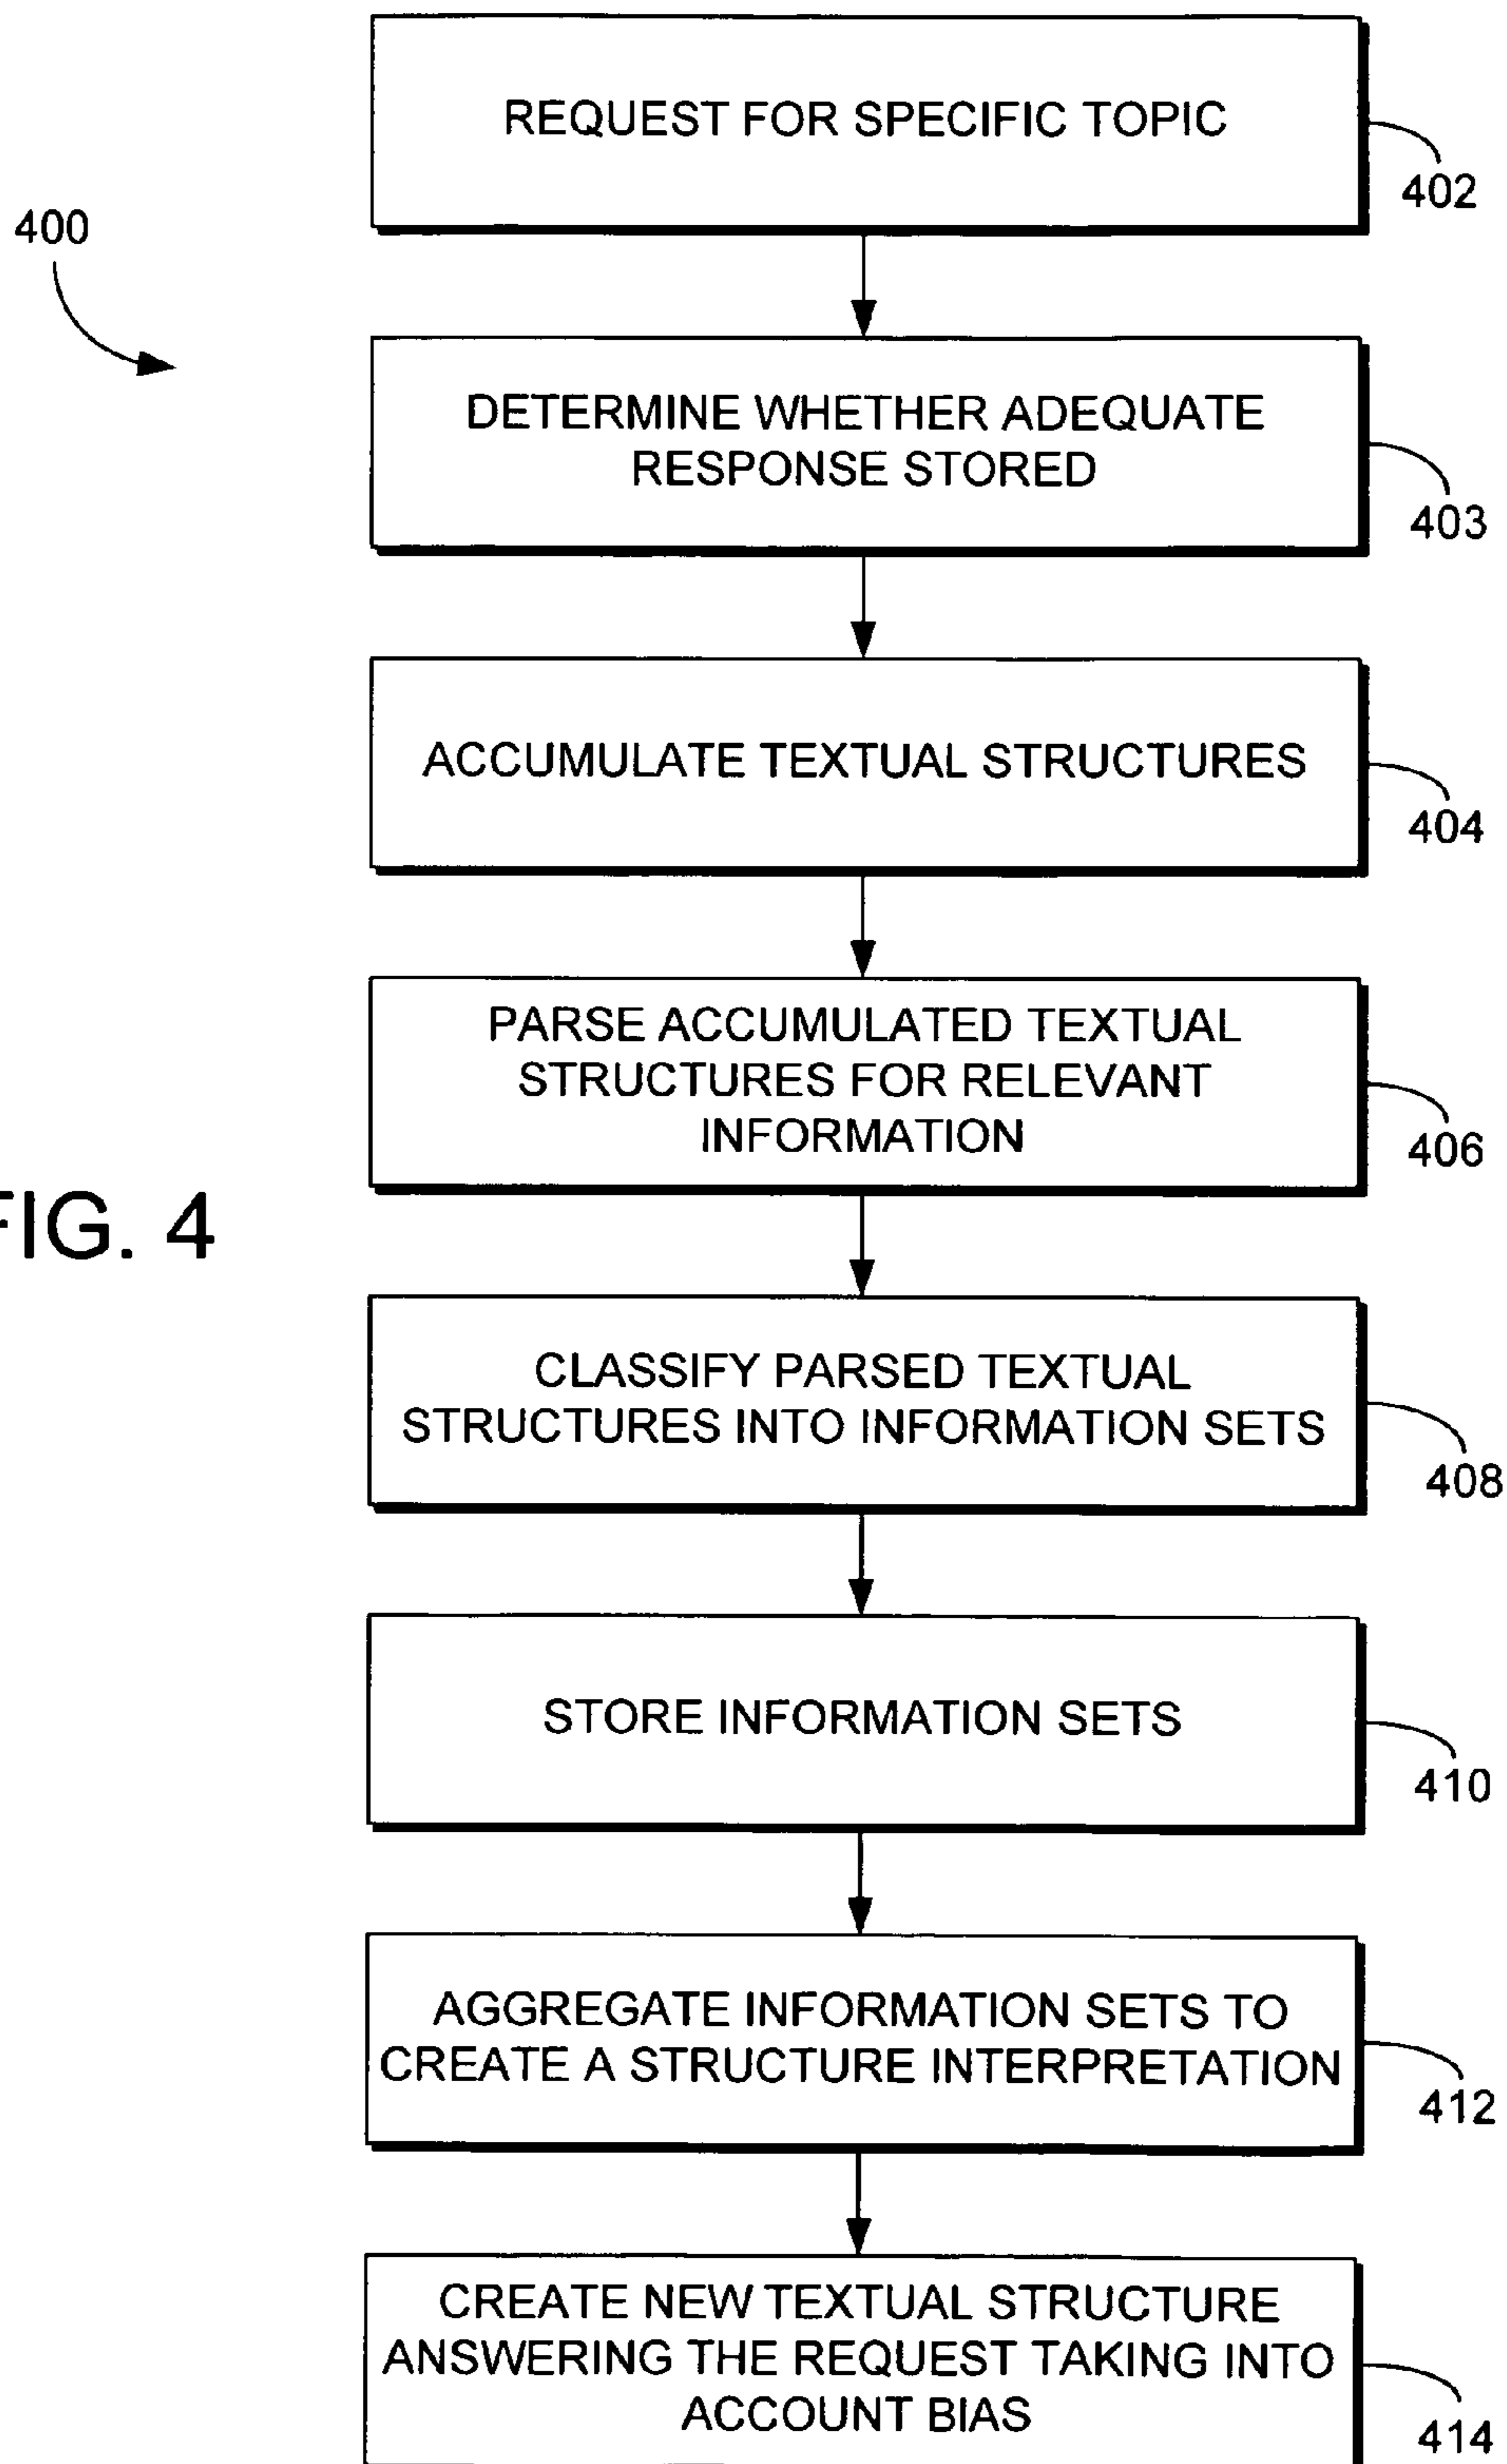 REQUEST FOR SPECIFIC TOPIC
402
400
DETERMINE WHETHER ADEQUATE
RESPONSE STORED
403
ACCUMULATE TEXTUAL STRUCTURES
404
PARSE ACCUMULATED TEXTUAL
STRUCTURES FOR RELEVANT
INFORMATION
406
FIG. 4
CLASSIFY PARSED TEXTUAL
STRUCTURES INTO INFORMATION SETS
408
STORE INFORMATION SETS
410
AGGREGATE INFORMATION SETS TO
CREATE A STRUCTURE INTERPRETATION
412
CREATE NEW TEXTUAL STRUCTURE
ANSWERING THE REQUEST TAKING INTO
ACCOUNT BIAS
414